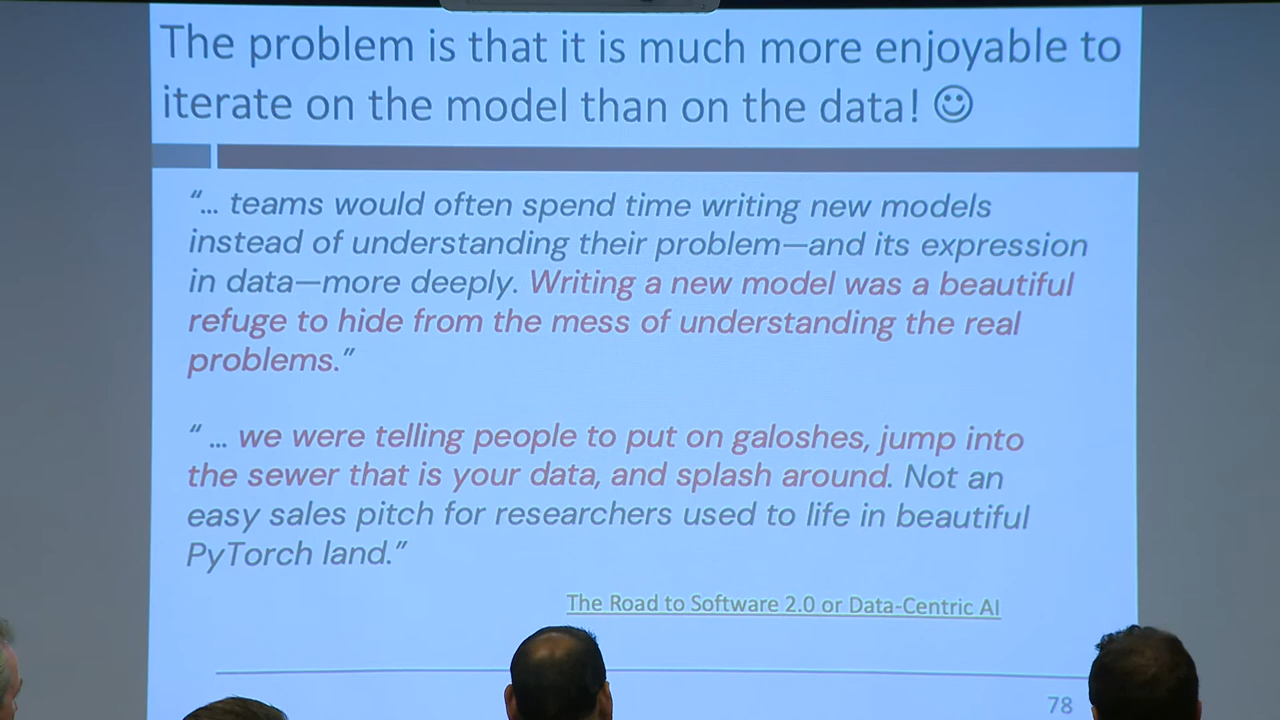 The problem is that it is much more enjoyable to
iterate on the model than on the data! ☺
“… teams would often spend time writing new models
instead of understanding their problem—and its expression
in data—more deeply. Writing a new model was a beautiful
refuge to hide from the mess of understanding the real
problems.”
“ … we were telling people to put on galoshes, jump into
the sewer that is your data, and splash around. Not an
easy sales pitch for researchers used to life in beautiful
PyTorch land.”
The Road to Software 2.0 or Data-Centric AI
78